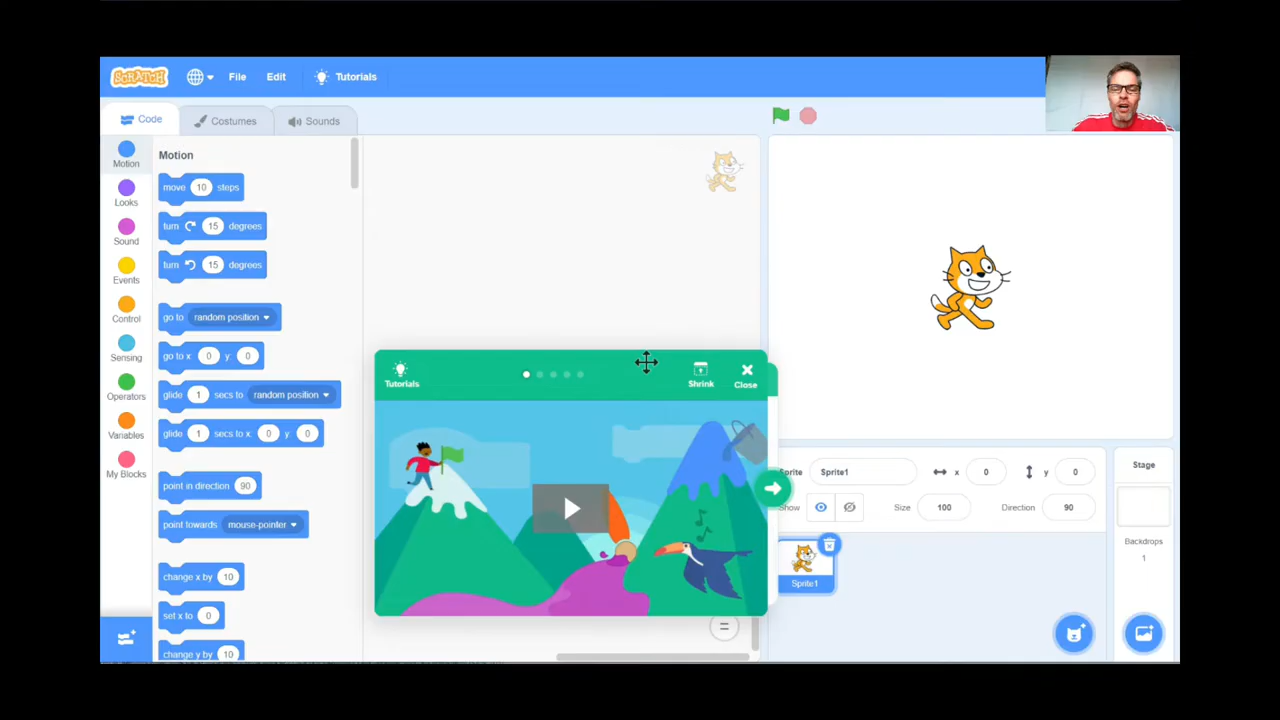 SCRATCH File Edit Tutorials
Code Costumes Sounds
Motion
Looks
Sound
Events
Control
Sensing
Operators
Variables
My Blocks
Motion
move 10 steps
turn 15 degrees
turn 15 degrees
go to random position
go to x: 0 y: 0
glide 1 secs to random position
glide 1 secs to x: 0 y: 0
point in direction 90
point towards mouse-pointer
change x by 10
set x to 0
change y by 10
Tutorials Shrink Close
Sprite Sprite1 x 0 y 0
Show Size 100 Direction 90
Sprite1
Stage
Backdrops
1